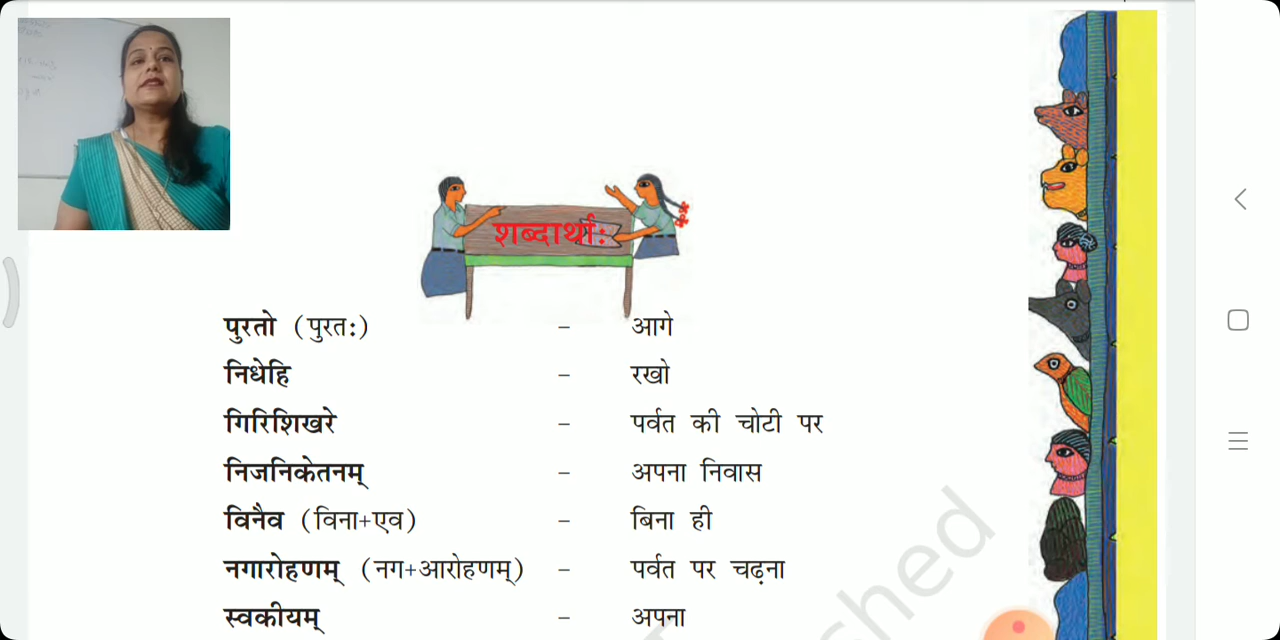 शब्दार्थाः
पुरतो (पुरतः) – आगे
निधेहि – रखो
गिरिशिखरे – पर्वत की चोटी पर
निजनिकेतनम् – अपना निवास
विनैव (विना+एव) – बिना ही
नगारोहणम् (नग+आरोहणम्) – पर्वत पर चढ़ना
स्वकीयम् – अपना
shed